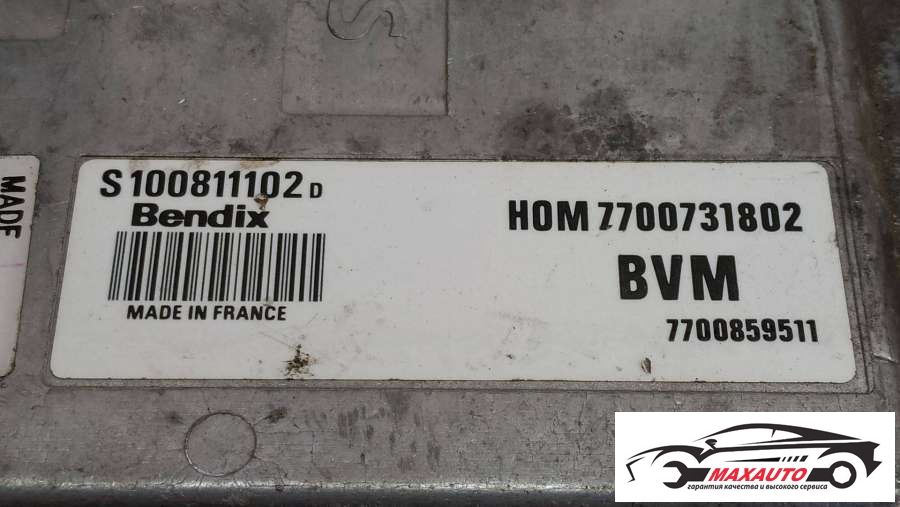 S 100811102 D
Bendix
MADE IN FRANCE
HOM 7700731802
BVM
7700859511
MADE
MAXAUTO
гарантия качества и высокого сервиса